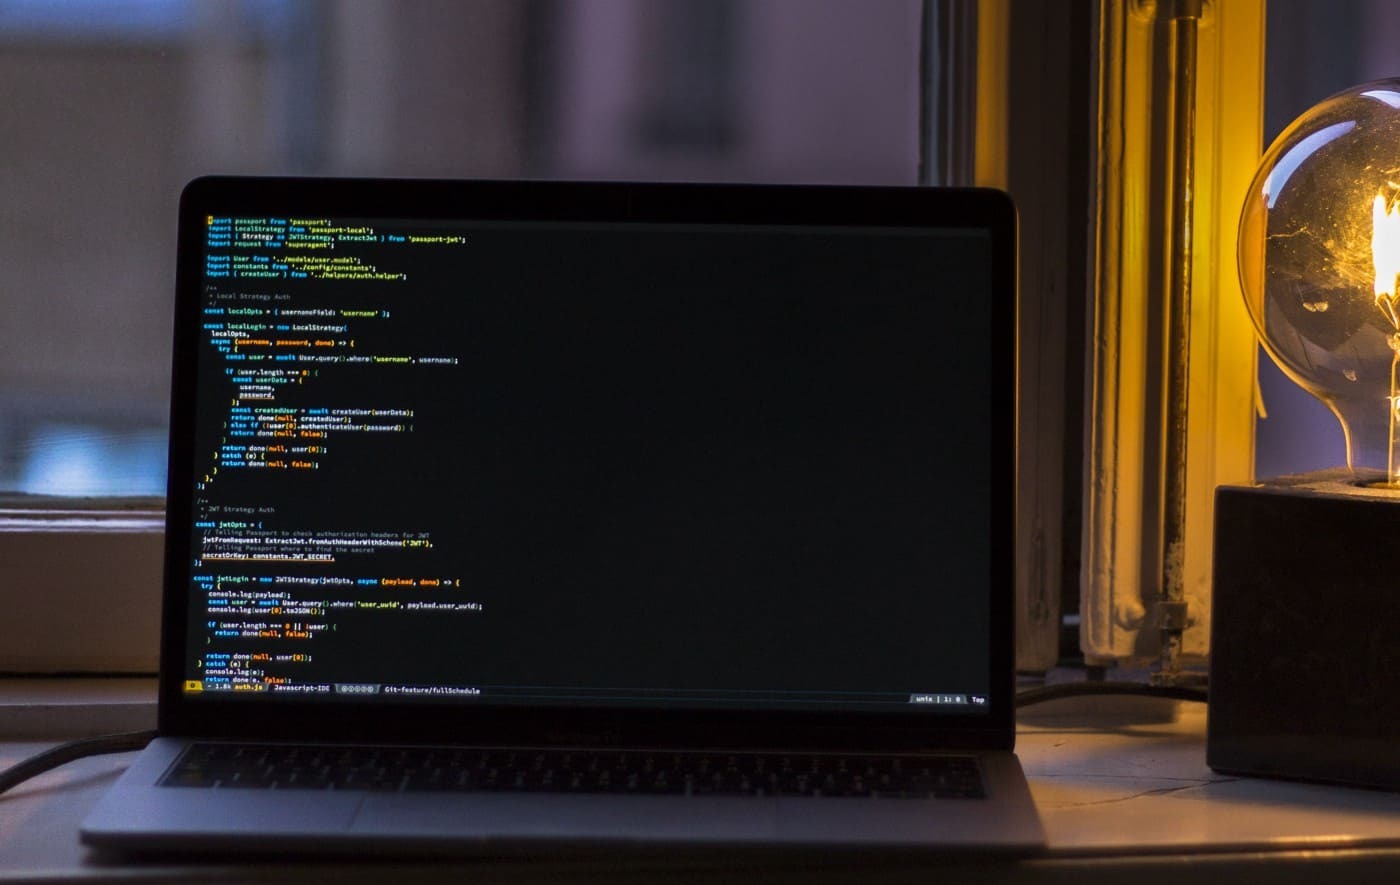 import passport from 'passport';
import LocalStrategy from 'passport-local';
import { Strategy as JWTStrategy, ExtractJwt } from 'passport-jwt';
import request from 'superagent';
import User from '../models/user.model';
import constants from '../config/constants';
import { createUser } from '../helpers/auth.helper';
/**
* Local Strategy Auth
*/
const localOpts = { usernameField: 'username' };
const localLogin = new LocalStrategy(
localOpts,
async (username, password, done) => {
try {
const user = await User.query().where('username', username);
if (user.length === 0) {
const userData = {
username,
password,
};
const createdUser = await createUser(userData);
return done(null, createdUser);
} else if (!user[0].authenticateUser(password)) {
return done(null, false);
}
return done(null, user[0]);
} catch (e) {
return done(null, false);
}
},
);
/**
* JWT Strategy Auth
*/
const jwtOpts = {
// Telling Passport to check authorization headers for JWT
jwtFromRequest: ExtractJwt.fromAuthHeaderWithScheme('JWT'),
// Telling Passport where to find the secret
secretOrKey: constants.JWT_SECRET,
};
const jwtLogin = new JWTStrategy(jwtOpts, async (payload, done) => {
try {
console.log(payload);
const user = await User.query().where('user_uuid', payload.user_uuid);
console.log(user[0].toJSON());
if (user.length === 0 || !user) {
return done(null, false);
}
return done(null, user[0]);
} catch (e) {
console.log(e);
return done(e, false);
- 1.8k auth.js Javascript-IDE Git-feature/fullSchedule unix | 1: 0 Top